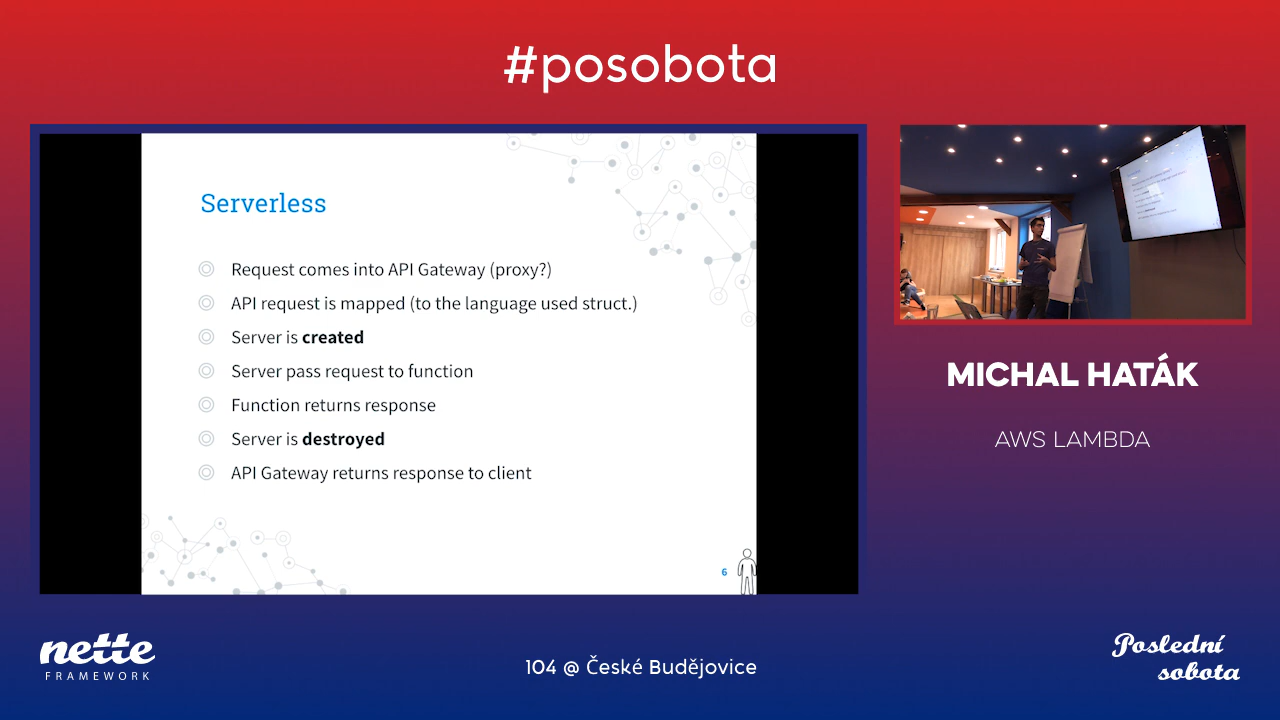 #posobota
Serverless
Request comes into API Gateway (proxy?)
API request is mapped (to the language used struct.)
Server is created
Server pass request to function
Function returns response
Server is destroyed
API Gateway returns response to client
6
MICHAL HATÁK
AWS LAMBDA
nette
FRAMEWORK
104 @ České Budějovice
Poslední
sobota